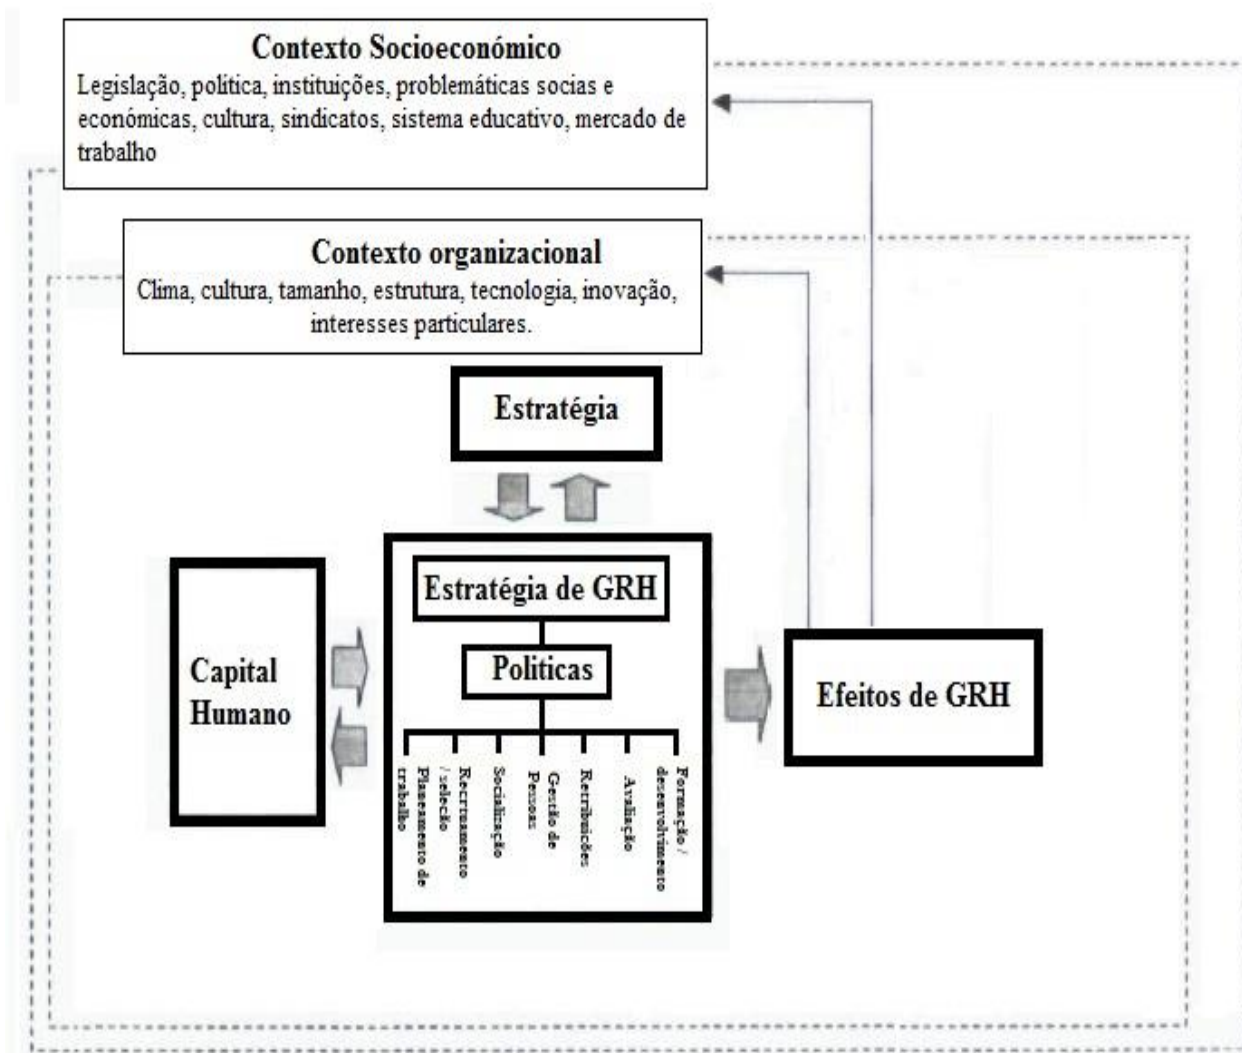 Contexto Socioeconómico
Legislação, política, instituições, problemáticas socias e
económicas, cultura, sindicatos, sistema educativo, mercado de
trabalho
Contexto organizacional
Clima, cultura, tamanho, estrutura, tecnologia, inovação,
interesses particulares.
Estratégia
Estratégia de GRH
Politicas
Capital
Humano
Efeitos de GRH
Planeamento de
trabalho
Recrtuamento
/ seleção
Socialização
Gestão de
Pessoas
Retribuições
Avaliação
Formação /
desenvolvimento